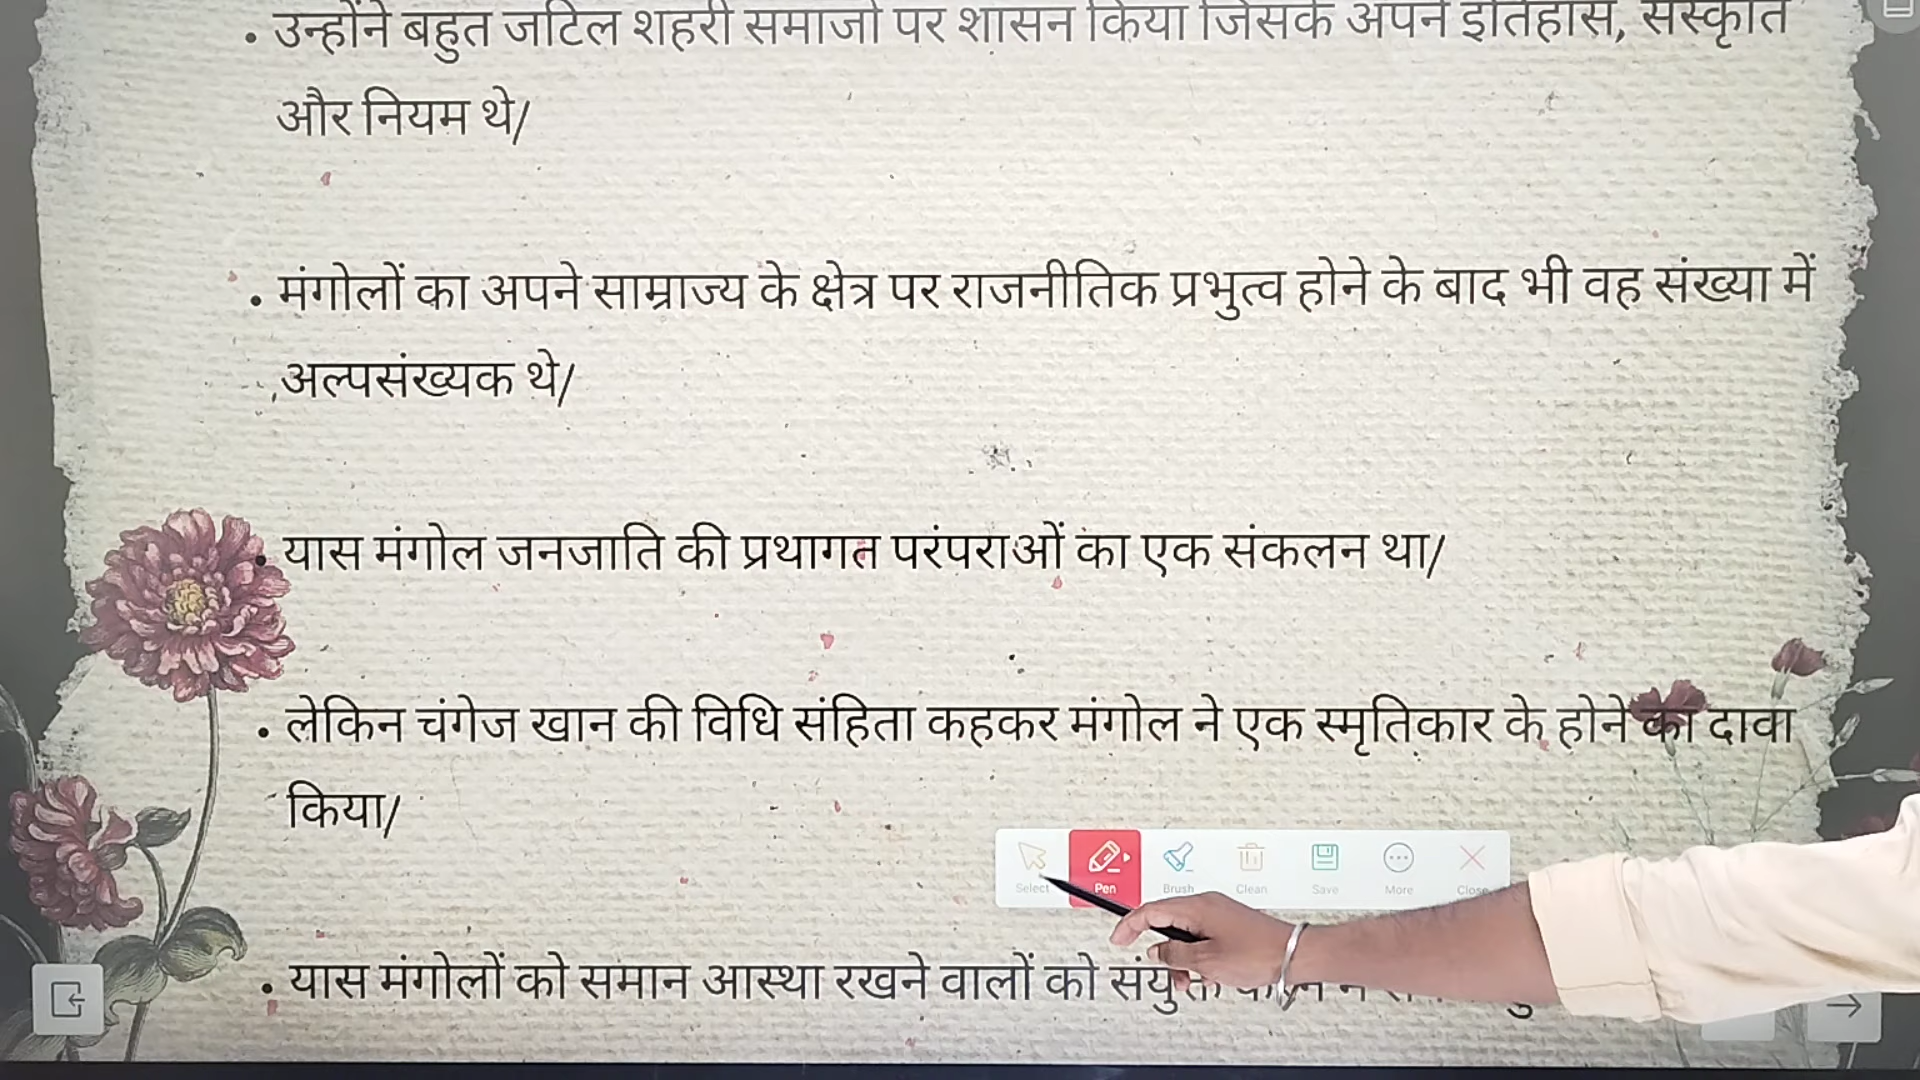 • उन्होंने बहुत जटिल शहरी समाजों पर शासन किया जिसके अपने इतिहास, संस्कृति
और नियम थे/
• मंगोलों का अपने साम्राज्य के क्षेत्र पर राजनीतिक प्रभुत्व होने के बाद भी वह संख्या में
अल्पसंख्यक थे/
• यास मंगोल जनजाति की प्रथागत परंपराओं का एक संकलन था/
• लेकिन चंगेज खान की विधि संहिता कहकर मंगोल ने एक स्मृतिकार के होने का दावा
किया/
Select Pen Brush Clean Save More Close
• यास मंगोलों को समान आस्था रखने वालों को